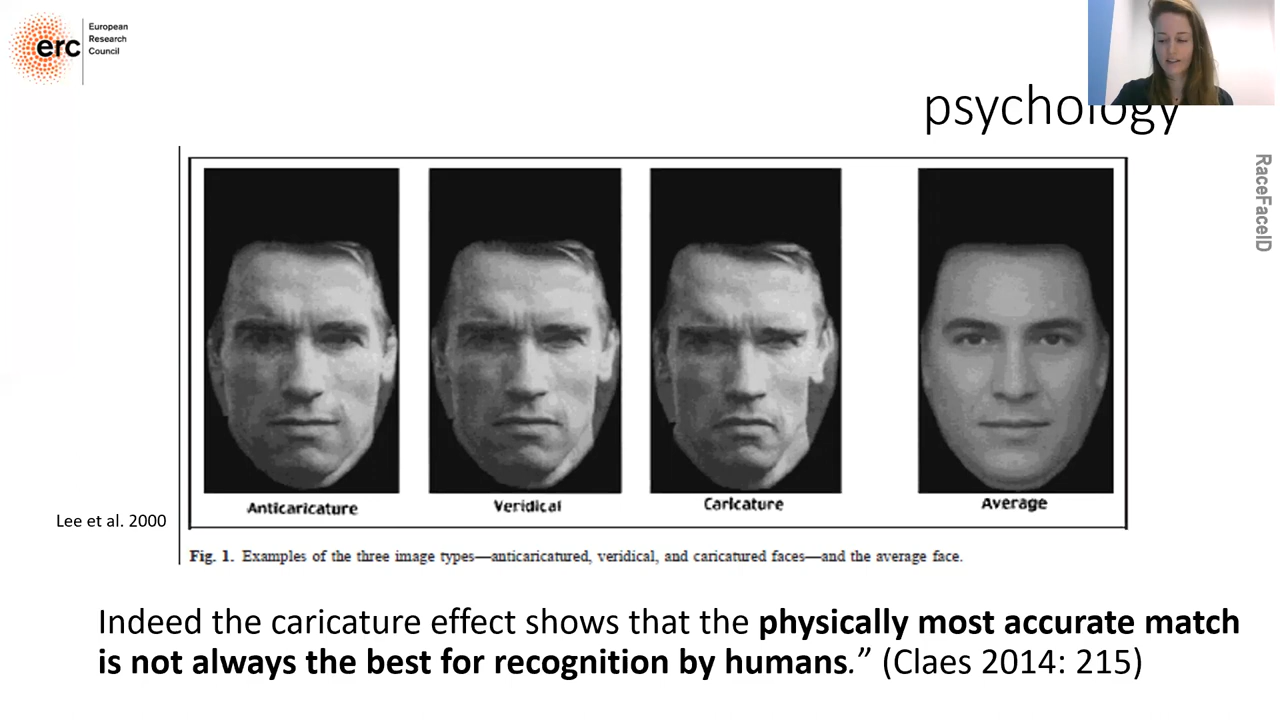 erc
European
Research
Council
psychology
RaceFaceID
Anticaricature
Veridical
Caricature
Average
Lee et al. 2000
Fig. 1. Examples of the three image types—anticaricatured, veridical, and caricatured faces—and the average face.
Indeed the caricature effect shows that the physically most accurate match
is not always the best for recognition by humans.” (Claes 2014: 215)